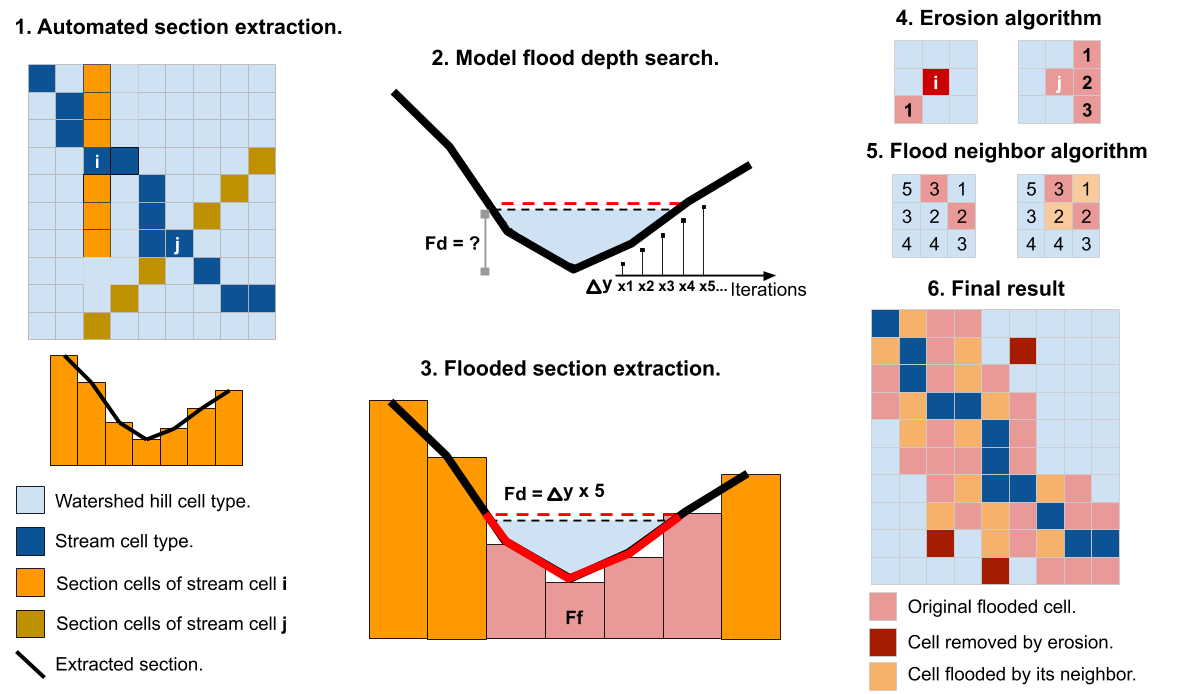 1. Automated section extraction.
i
j
Watershed hill cell type.
Stream cell type.
Section cells of stream cell i
Section cells of stream cell j
Extracted section.
2. Model flood depth search.
Fd = ?
Δy x1 x2 x3 x4 x5... Iterations
3. Flooded section extraction.
Fd = Δy x 5
Ff
4. Erosion algorithm
i
1
1
j 2
3
5. Flood neighbor algorithm
5 3 1
3 2 2
4 4 3
5 3 1
3 2 2
4 4 3
6. Final result
Original flooded cell.
Cell removed by erosion.
Cell flooded by its neighbor.